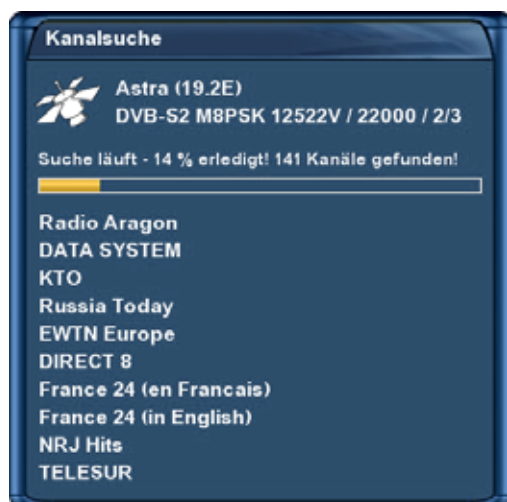 Kanalsuche
Astra (19.2E)
DVB-S2 M8PSK 12522V / 22000 / 2/3
Suche läuft - 14 % erledigt! 141 Kanäle gefunden!
Radio Aragon
DATA SYSTEM
KTO
Russia Today
EWTN Europe
DIRECT 8
France 24 (en Francais)
France 24 (in English)
NRJ Hits
TELESUR